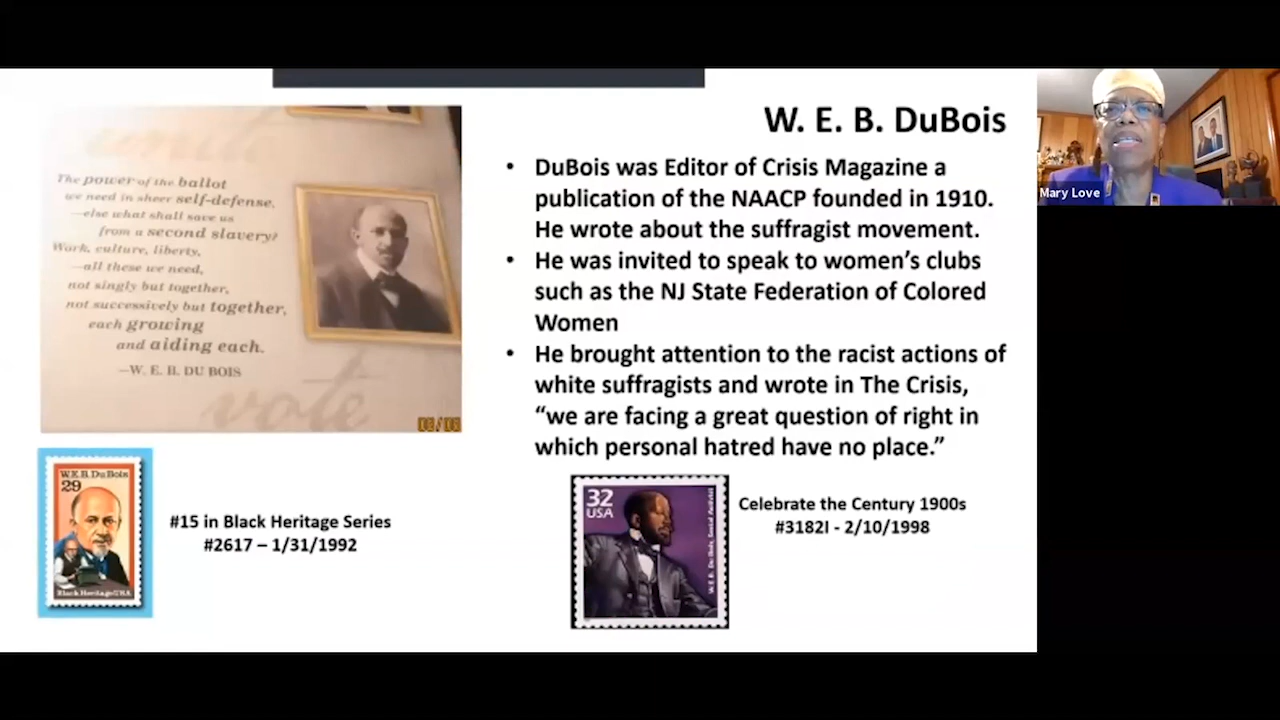 W. E. B. DuBois
• DuBois was Editor of Crisis Magazine a
publication of the NAACP founded in 1910.
He wrote about the suffragist movement.
• He was invited to speak to women’s clubs
such as the NJ State Federation of Colored
Women
• He brought attention to the racist actions of
white suffragists and wrote in The Crisis,
“we are facing a great question of right in
which personal hatred have no place.”
unite
The power of the ballot
we need in sheer self-defense,
—else what shall save us
from a second slavery?
Work, culture, liberty,
—all these we need,
not singly but together,
not successively but together,
each growing
and aiding each.
—W. E. B. DU BOIS
vote
W.E.B. DuBois
29
Black Heritage USA
#15 in Black Heritage Series
#2617 – 1/31/1992
32
USA
W. E. B. DuBois, Social Activist
Celebrate the Century 1900s
#3182l - 2/10/1998
Mary Love